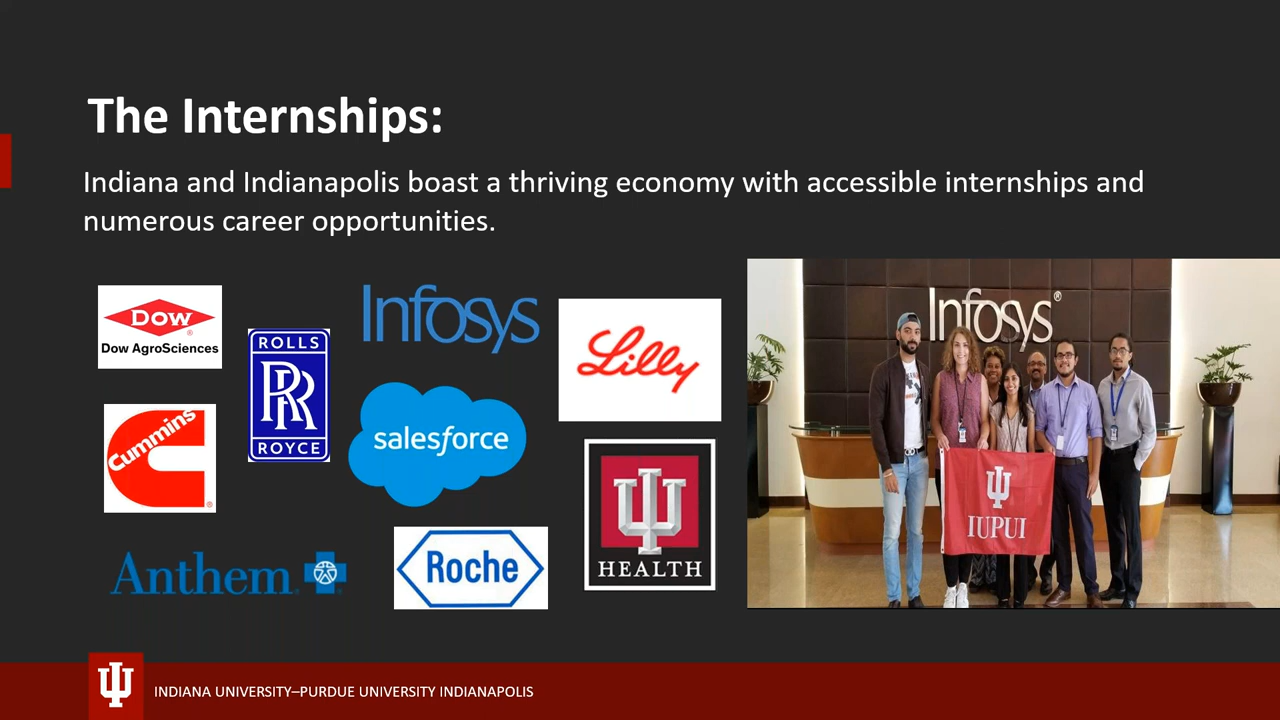 The Internships:
Indiana and Indianapolis boast a thriving economy with accessible internships and
numerous career opportunities.
DOW
®
Dow AgroSciences
ROLLS
RR
ROYCE
Infosys
Lilly
Cummins
®
salesforce
HEALTH
Anthem
Roche
Infosys®
IUPUI
INDIANA UNIVERSITY–PURDUE UNIVERSITY INDIANAPOLIS